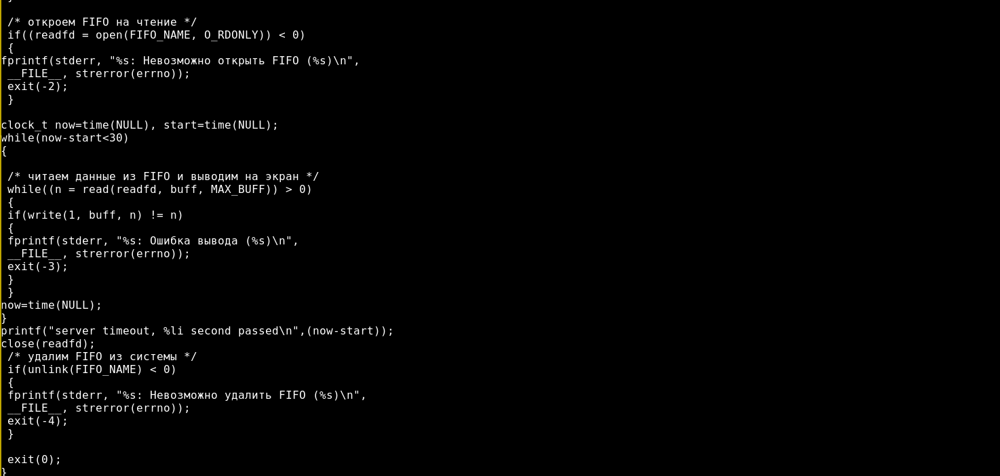 }
/* откроем FIFO на чтение */
if((readfd = open(FIFO_NAME, O_RDONLY)) < 0)
{
fprintf(stderr, "%s: Невозможно открыть FIFO (%s)\n",
__FILE__, strerror(errno));
exit(-2);
}
clock_t now=time(NULL), start=time(NULL);
while(now-start<30)
{
/* читаем данные из FIFO и выводим на экран */
while((n = read(readfd, buff, MAX_BUFF)) > 0)
{
if(write(1, buff, n) != n)
{
fprintf(stderr, "%s: Ошибка вывода (%s)\n",
__FILE__, strerror(errno));
exit(-3);
}
}
now=time(NULL);
}
printf("server timeout, %li second passed\n",(now-start));
close(readfd);
/* удалим FIFO из системы */
if(unlink(FIFO_NAME) < 0)
{
fprintf(stderr, "%s: Невозможно удалить FIFO (%s)\n",
__FILE__, strerror(errno));
exit(-4);
}
exit(0);
}